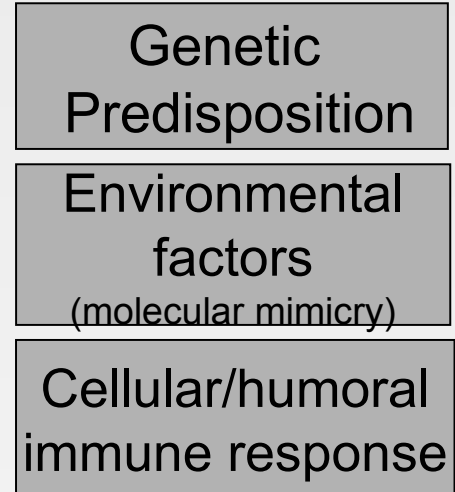 Genetic
Predisposition
Environmental
factors
(molecular mimicry)
Cellular/humoral
immune response